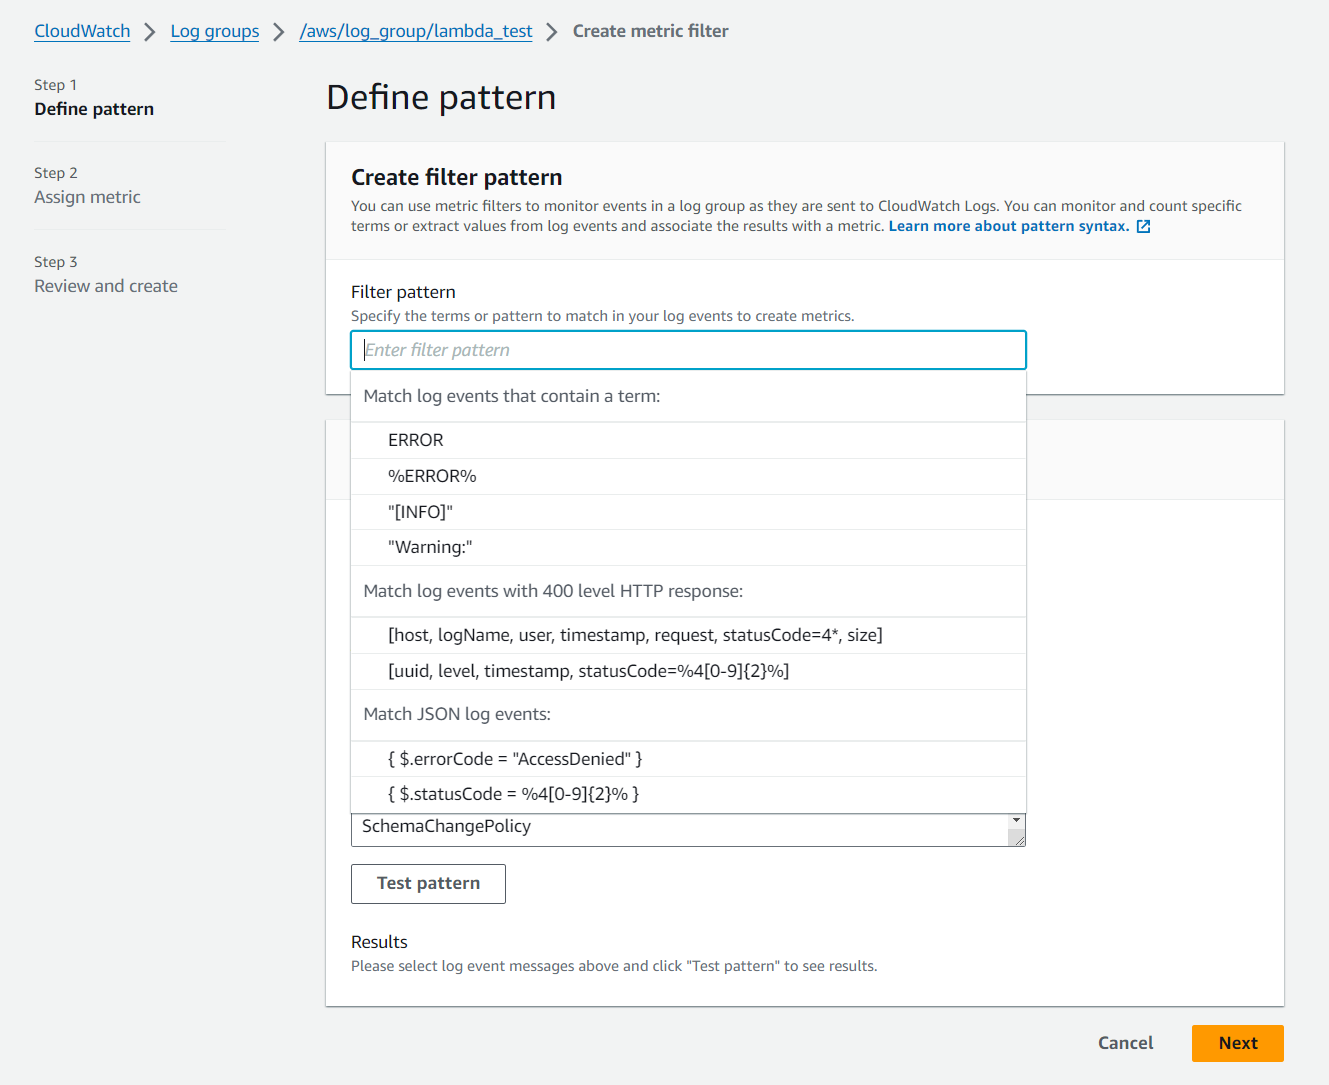 CloudWatch > Log groups > /aws/log_group/lambda_test > Create metric filter
Step 1
Define pattern
Step 2
Assign metric
Step 3
Review and create
Define pattern
Create filter pattern
You can use metric filters to monitor events in a log group as they are sent to CloudWatch Logs. You can monitor and count specific
terms or extract values from log events and associate the results with a metric. Learn more about pattern syntax.
Filter pattern
Specify the terms or pattern to match in your log events to create metrics.
Enter filter pattern
Match log events that contain a term:
ERROR
%ERROR%
"[INFO]"
"Warning:"
Match log events with 400 level HTTP response:
[host, logName, user, timestamp, request, statusCode=4*, size]
[uuid, level, timestamp, statusCode=%4[0-9]{2}%]
Match JSON log events:
{ $.errorCode = "AccessDenied" }
{ $.statusCode = %4[0-9]{2}% }
SchemaChangePolicy
Test pattern
Results
Please select log event messages above and click "Test pattern" to see results.
Cancel
Next